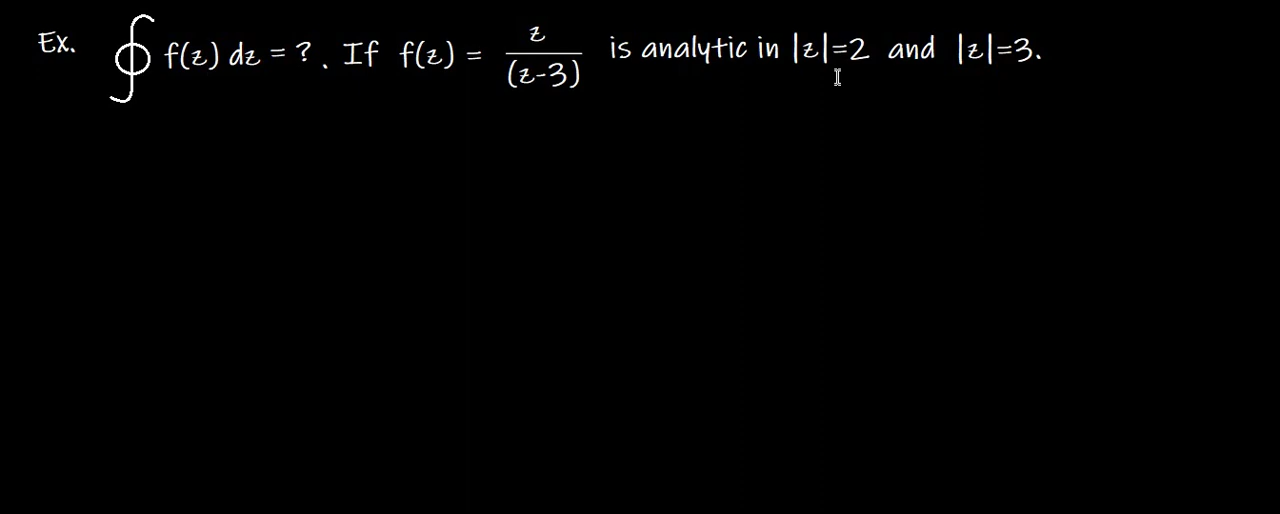 Ex. ∮ f(z) dz = ? . If f(z) = z/(z-3) is analytic in |z|=2 and |z|=3.